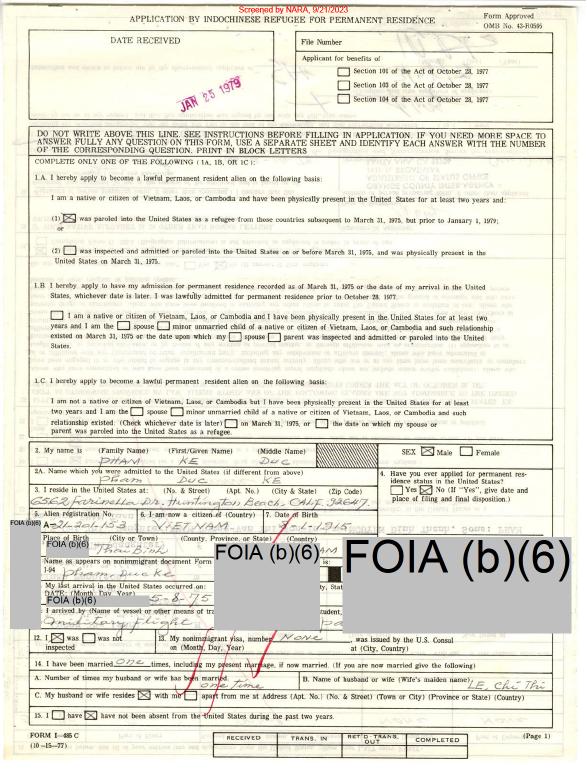 Screened by NARA, 9/21/2023
APPLICATION BY INDOCHINESE REFUGEE FOR PERMANENT RESIDENCE
Form Approved
OMB No. 43-R0566
DATE RECEIVED
JAN 25 1979
File Number
Applicant for benefits of
Section 101 of the Act of October 28, 1977
Section 103 of the Act of October 28, 1977
Section 104 of the Act of October 28, 1977
DO NOT WRITE ABOVE THIS LINE. SEE INSTRUCTIONS BEFORE FILLING IN APPLICATION. IF YOU NEED MORE SPACE TO
ANSWER FULLY ANY QUESTION ON THIS FORM, USE A SEPARATE SHEET AND IDENTIFY EACH ANSWER WITH THE NUMBER
OF THE CORRESPONDING QUESTION. PRINT IN BLOCK LETTERS
COMPLETE ONLY ONE OF THE FOLLOWING (1A, 1B, OR 1C):
1.A. I hereby apply to become a lawful permanent resident alien on the following basis:
I am a native or citizen of Vietnam, Laos, or Cambodia and have been physically present in the United States for at least two years and:
(1) ☒ was paroled into the United States as a refugee from those countries subsequent to March 31, 1975, but prior to January 1, 1979;
or
(2) was inspected and admitted or paroled into the United States on or before March 31, 1975, and was physically present in the
United States on March 31, 1975.
1.B. I hereby apply to have my admission for permanent residence recorded as of March 31, 1975 or the date of my arrival in the United
States, whichever date is later. I was lawfully admitted for permanent residence prior to October 28, 1977.
I am a native or citizen of Vietnam, Laos, or Cambodia and I have been physically present in the United States for at least two
years and I am the spouse minor unmarried child of a native or citizen of Vietnam, Laos, or Cambodia and such relationship
existed on March 31, 1975 or the date upon which my spouse parent was inspected and admitted or paroled into the United
States.
1.C. I hereby apply to become a lawful permanent resident alien on the following basis:
I am not a native or citizen of Vietnam, Laos, or Cambodia but I have been physically present in the United States for at least
two years and I am the spouse minor unmarried child of a native or citizen of Vietnam, Laos, or Cambodia and such
relationship existed. (Check whichever date is later) on March 31, 1975, or the date on which my spouse or
parent was paroled into the United States as a refugee.
2. My name is (Family Name) (First/Given Name) (Middle Name)
PHAM KE DUC
SEX ☒ Male Female
2A. Name which you were admitted to the United States (if different from above)
Pham Duc KE
4. Have you ever applied for permanent res-
idence status in the United States?
Yes ☒ No (If "Yes", give date and
place of filing and final disposition.)
3. I reside in the United States at: (No. & Street) (Apt. No.) (City & State) (Zip Code)
6562 Farinella Dr. Huntington Beach, CALIF. 92647
5. Alien registration No. 6. I am now a citizen of (Country) 7. Date of Birth
FOIA (b)(6) A=21-201-153 VIET NAM 3-1-1915
Place of Birth (City or Town) (County, Province, or State)
Thai Binh
FOIA (b)(6)
FOIA (b)(6)
Name as appears on nonimmigrant document Form
I-94
Pham, Duc Ke
My last arrival in the United States occurred on:
DATE: (Month, Day, Year)
FOIA (b)(6) 5-8-75
I arrived by (Name of vessel or other means of
military flight
12. I ☒ was was not
inspected
13. My nonimmigrant visa, number NONE, was issued by the U.S. Consul
on (Month, Day, Year) at (City, Country)
14. I have been married one times, including my present marriage, if now married. (If you are now married give the following)
A. Number of times my husband or wife has been married
one time
B. Name of husband or wife (Wife's maiden name)
LE, Chi Thi
C. My husband or wife resides ☒ with me apart from me at Address (Apt. No.) (No. & Street) (Town or City) (Province or State) (Country)
15. I have ☒ have not been absent from the United States during the past two years.
FORM I-485 C
(10-15-77)
RECEIVED TRANS. IN RET'D-TRANS. OUT COMPLETED
(Page 1)